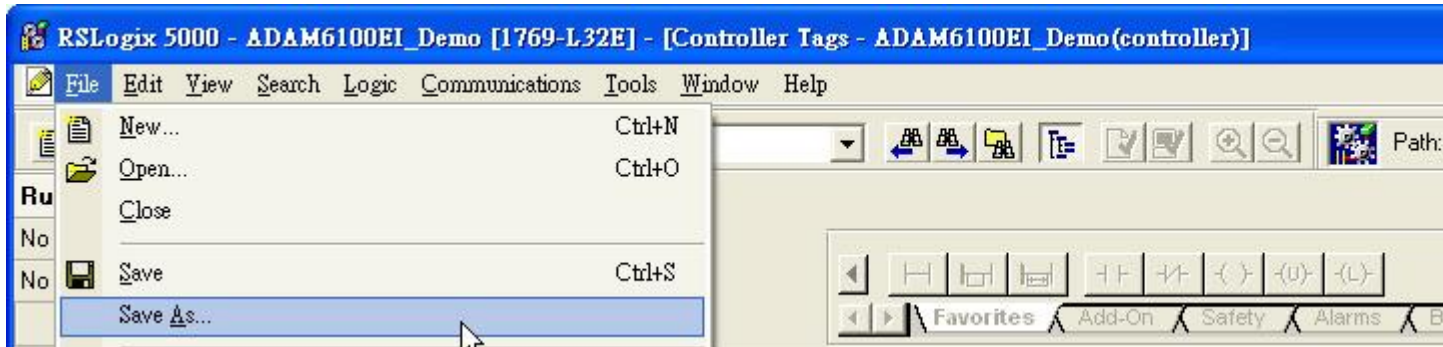 RSLogix 5000 - ADAM6100EI_Demo [1769-L32E] - [Controller Tags - ADAM6100EI_Demo(controller)]
File Edit View Search Logic Communications Tools Window Help
New... Ctrl+N
Open... Ctrl+O
Path:
Ru
Close
No
No
Save Ctrl+S
Save As...
Favorites Add-On Safety Alarms B